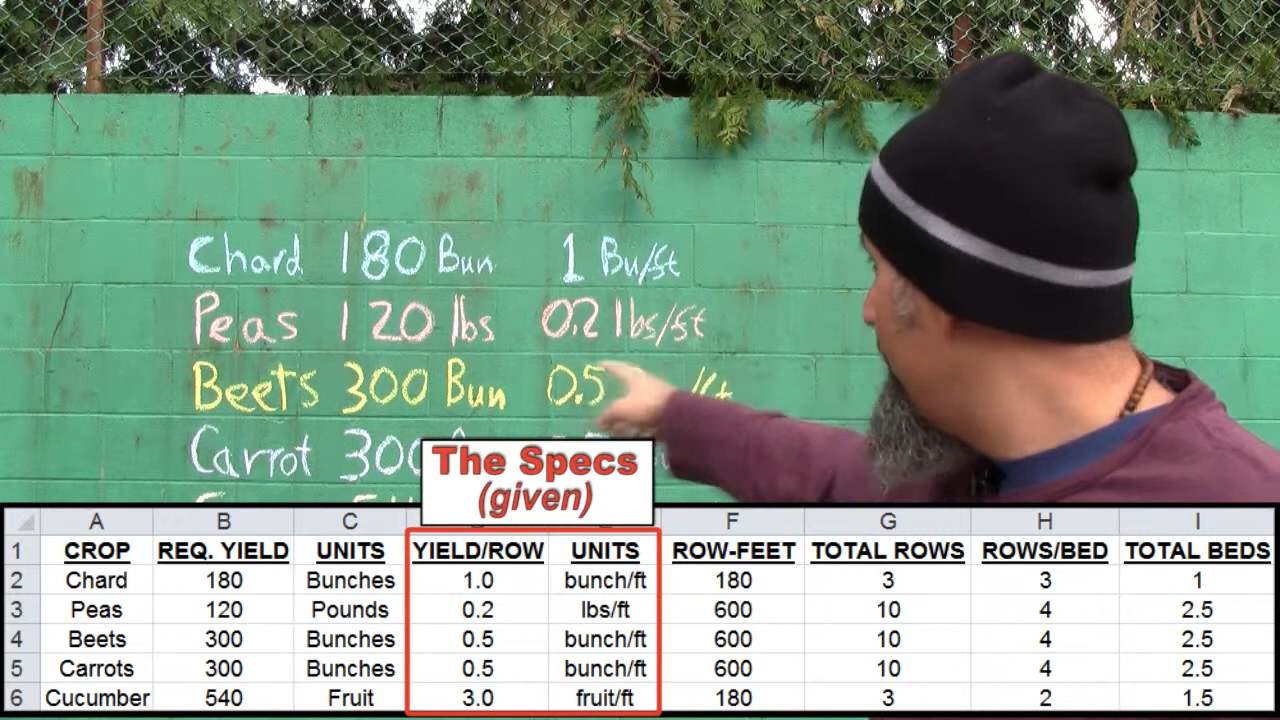 Chard 180 Bun 1 Bu/ft
Peas 120 lbs 0.2 lbs/ft
Beets 300 Bun 0.5 /ft
Carrot 300
The Specs
(given)
A B C F G H I
1 CROP REQ. YIELD UNITS YIELD/ROW UNITS ROW-FEET TOTAL ROWS ROWS/BED TOTAL BEDS
2 Chard 180 Bunches 1.0 bunch/ft 180 3 3 1
3 Peas 120 Pounds 0.2 lbs/ft 600 10 4 2.5
4 Beets 300 Bunches 0.5 bunch/ft 600 10 4 2.5
5 Carrots 300 Bunches 0.5 bunch/ft 600 10 4 2.5
6 Cucumber 540 Fruit 3.0 fruit/ft 180 3 2 1.5